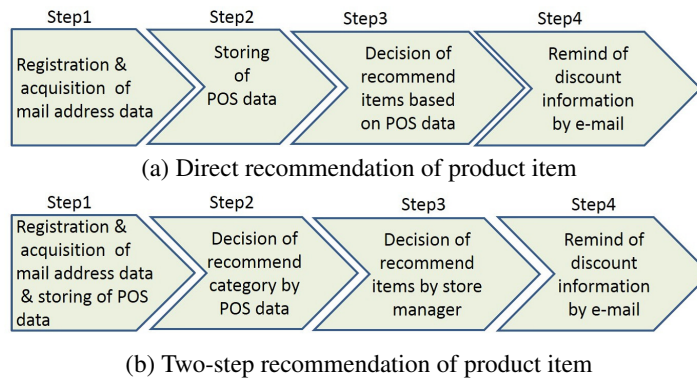 Step1 Step2 Step3 Step4
Registration &
acquisition of
mail address data
Storing
of
POS data
Decision of
recommend
items based
on POS data
Remind of
discount
information
by e-mail
(a) Direct recommendation of product item
Step1 Step2 Step3 Step4
Registration &
acquisition of
mail address data
& storing of POS
data
Decision of
recommend
category by
POS data
Decision of
recommend
items by store
manager
Remind of
discount
information
by e-mail
(b) Two-step recommendation of product item